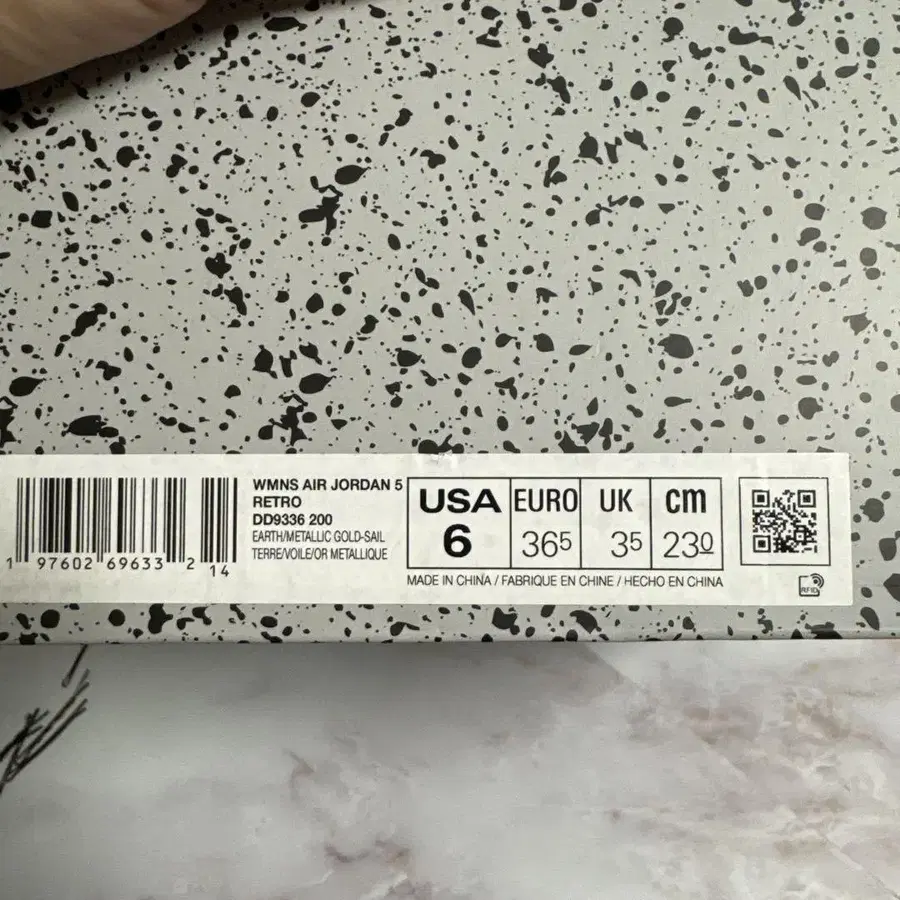 WMNS AIR JORDAN 5
RETRO
DD9336 200
EARTH/METALLIC GOLD-SAIL
TERRE/VOILE/OR METALLIQUE
1 97602 69633 2 14
USA EURO UK cm
6 365 35 230
MADE IN CHINA / FABRIQUE EN CHINE / HECHO EN CHINA
RFID